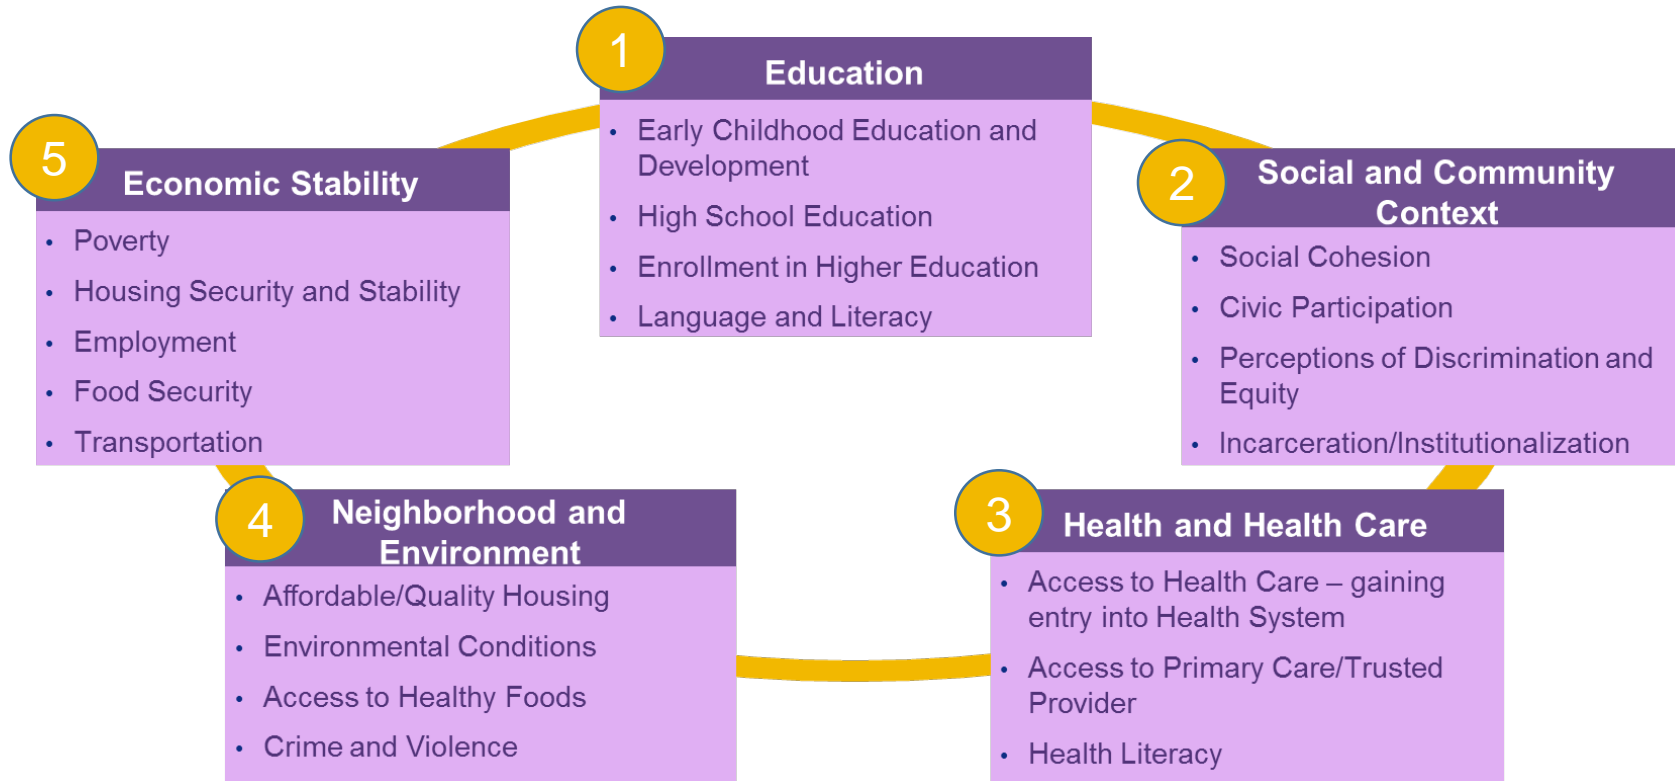 1
Education
• Early Childhood Education and
Development
• High School Education
• Enrollment in Higher Education
• Language and Literacy
2
Social and Community
Context
• Social Cohesion
• Civic Participation
• Perceptions of Discrimination and
Equity
• Incarceration/Institutionalization
3
Health and Health Care
• Access to Health Care – gaining
entry into Health System
• Access to Primary Care/Trusted
Provider
• Health Literacy
4
Neighborhood and
Environment
• Affordable/Quality Housing
• Environmental Conditions
• Access to Healthy Foods
• Crime and Violence
5
Economic Stability
• Poverty
• Housing Security and Stability
• Employment
• Food Security
• Transportation